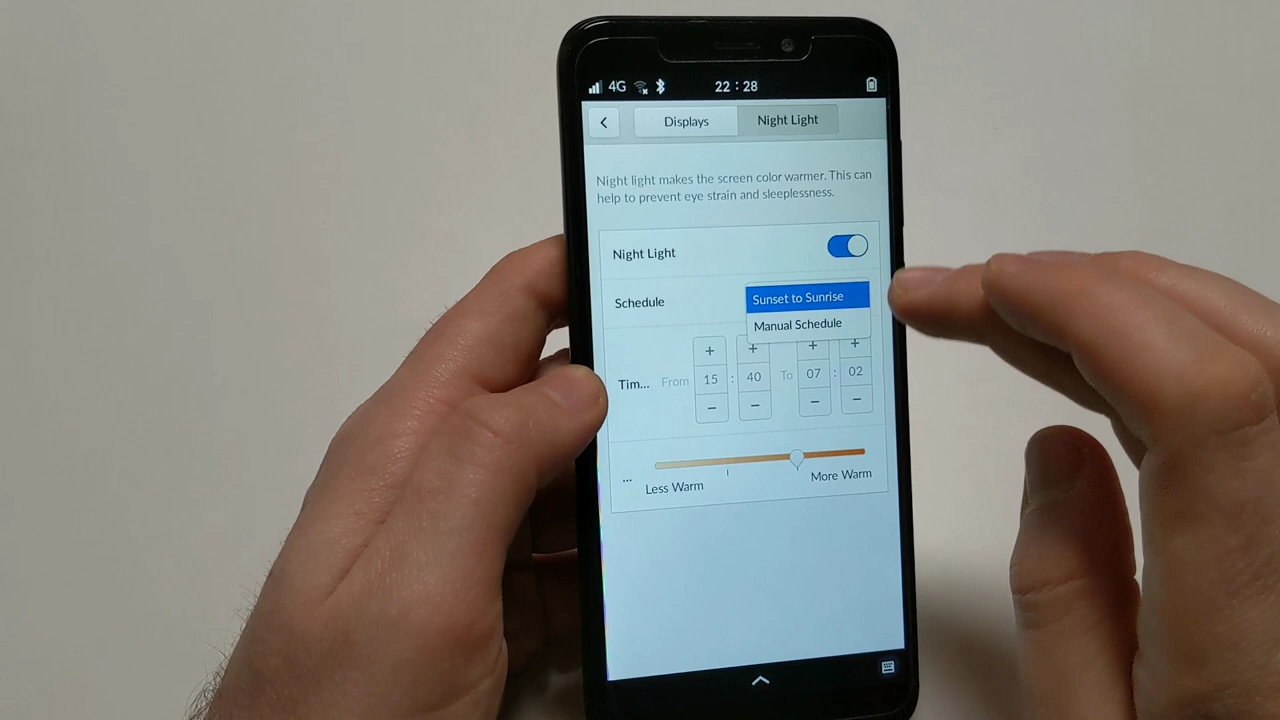 4G 22 : 28
Displays Night Light
Night light makes the screen color warmer. This can
help to prevent eye strain and sleeplessness.
Night Light
Schedule Sunset to Sunrise
Manual Schedule
+ + + +
Tim... From 15 : 40 To 07 : 02
− − − −
...
Less Warm More Warm